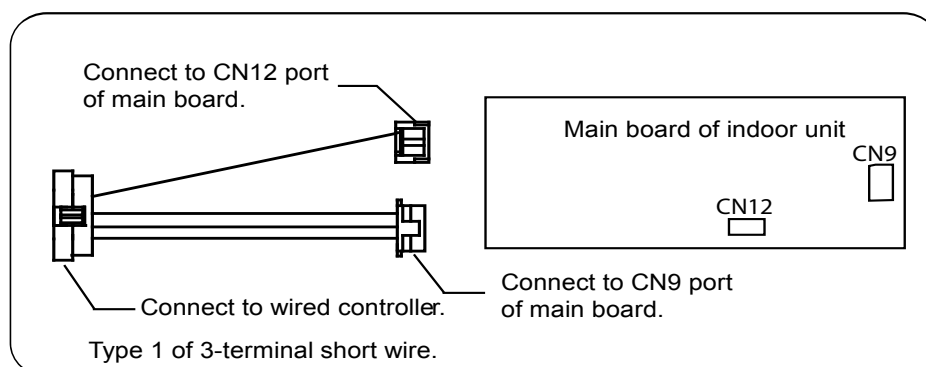 Connect to CN12 port
of main board.
Main board of indoor unit
CN9
CN12
Connect to CN9 port
of main board.
Connect to wired controller.
Type 1 of 3-terminal short wire.